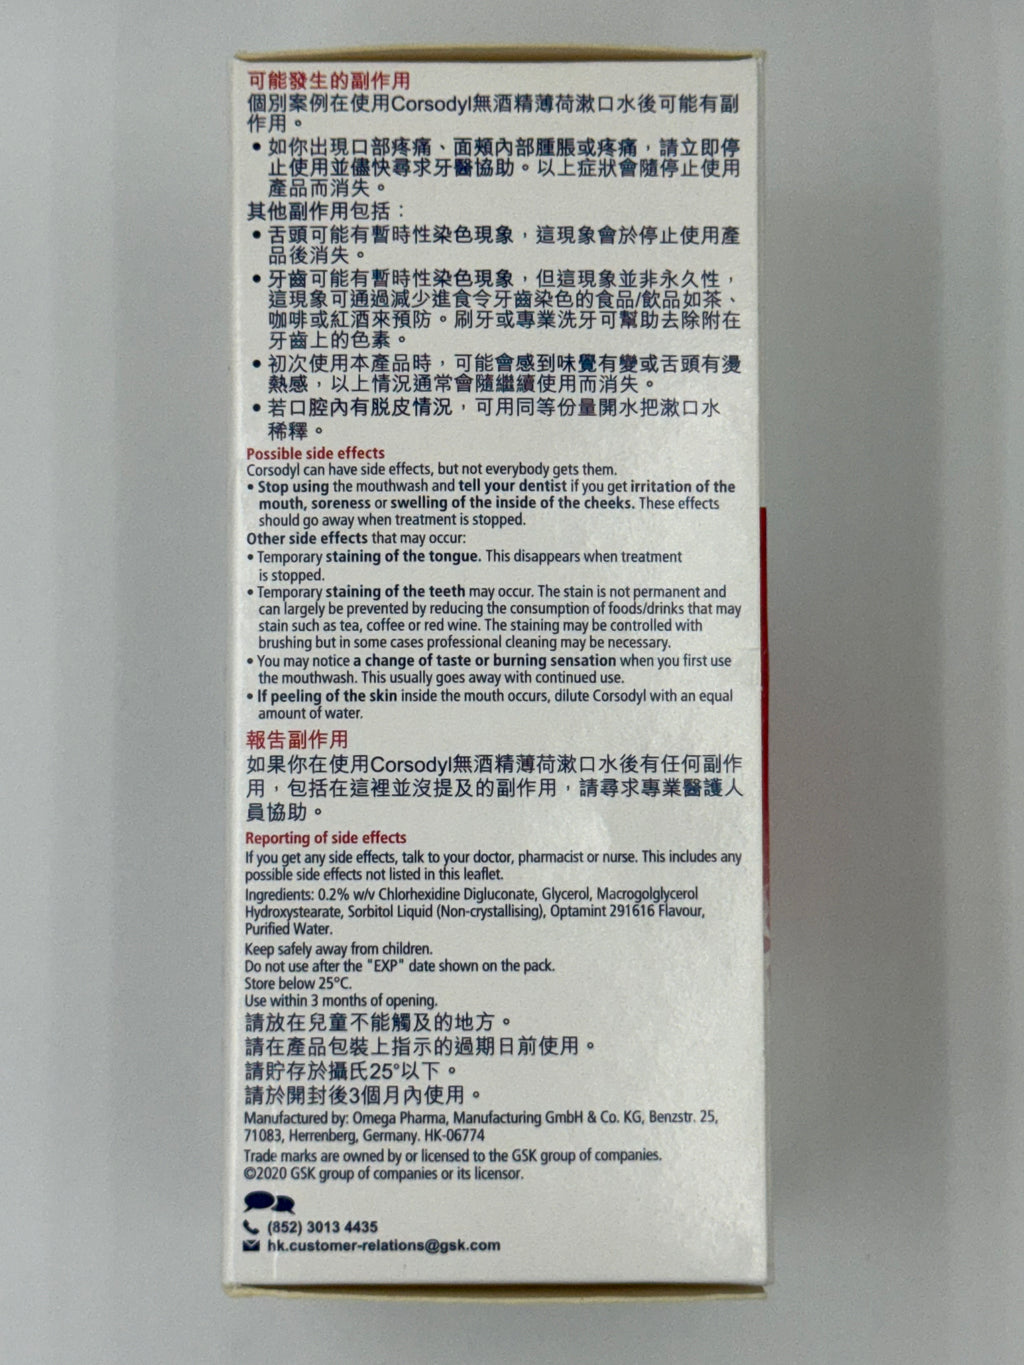 可能發生的副作用
個別案例在使用Corsodyl無酒精薄荷漱口水後可能有副
作用。
• 如你出現口部疼痛、面頰內部腫脹或疼痛，請立即停
止使用並儘快尋求牙醫協助。以上症狀會隨停止使用
產品而消失。
其他副作用包括：
• 舌頭可能有暫時性染色現象，這現象會於停止使用產
品後消失。
• 牙齒可能有暫時性染色現象，但這現象並非永久性，
這現象可通過減少進食令牙齒染色的食品/飲品如茶、
咖啡或紅酒來預防。刷牙或專業洗牙可幫助去除附在
牙齒上的色素。
• 初次使用本產品時，可能會感到味覺有變或舌頭有燙
熱感，以上情況通常會隨繼續使用而消失。
• 若口腔內有脱皮情況，可用同等份量開水把漱口水
稀釋。
Possible side effects
Corsodyl can have side effects, but not everybody gets them.
• Stop using the mouthwash and tell your dentist if you get irritation of the
mouth, soreness or swelling of the inside of the cheeks. These effects
should go away when treatment is stopped.
Other side effects that may occur:
• Temporary staining of the tongue. This disappears when treatment
is stopped.
• Temporary staining of the teeth may occur. The stain is not permanent and
can largely be prevented by reducing the consumption of foods/drinks that may
stain such as tea, coffee or red wine. The staining may be controlled with
brushing but in some cases professional cleaning may be necessary.
• You may notice a change of taste or burning sensation when you first use
the mouthwash. This usually goes away with continued use.
• If peeling of the skin inside the mouth occurs, dilute Corsodyl with an equal
amount of water.
報告副作用
如果你在使用Corsodyl無酒精薄荷漱口水後有任何副作
用，包括在這裡並沒提及的副作用，請尋求專業醫護人
員協助。
Reporting of side effects
If you get any side effects, talk to your doctor, pharmacist or nurse. This includes any
possible side effects not listed in this leaflet.
Ingredients: 0.2% w/v Chlorhexidine Digluconate, Glycerol, Macrogolglycerol
Hydroxystearate, Sorbitol Liquid (Non-crystallising), Optamint 291616 Flavour,
Purified Water.
Keep safely away from children.
Do not use after the "EXP" date shown on the pack.
Store below 25°C.
Use within 3 months of opening.
請放在兒童不能觸及的地方。
請在產品包裝上指示的過期日前使用。
請貯存於攝氏25°以下。
請於開封後3個月內使用。
Manufactured by: Omega Pharma, Manufacturing GmbH & Co. KG, Benzstr. 25,
71083, Herrenberg, Germany. HK-06774
Trade marks are owned by or licensed to the GSK group of companies.
©2020 GSK group of companies or its licensor.
(852) 3013 4435
hk.customer-relations@gsk.com